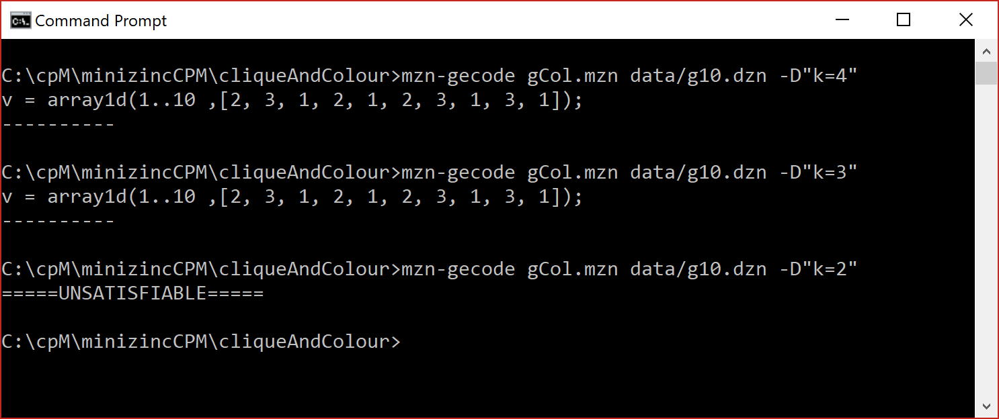 Command Prompt
C:\cpM\minizincCPM\cliqueAndColour>mzn-gecode gCol.mzn data/g10.dzn -D"k=4"
v = array1d(1..10 ,[2, 3, 1, 2, 1, 2, 3, 1, 3, 1]);
----------
C:\cpM\minizincCPM\cliqueAndColour>mzn-gecode gCol.mzn data/g10.dzn -D"k=3"
v = array1d(1..10 ,[2, 3, 1, 2, 1, 2, 3, 1, 3, 1]);
----------
C:\cpM\minizincCPM\cliqueAndColour>mzn-gecode gCol.mzn data/g10.dzn -D"k=2"
=====UNSATISFIABLE=====
C:\cpM\minizincCPM\cliqueAndColour>